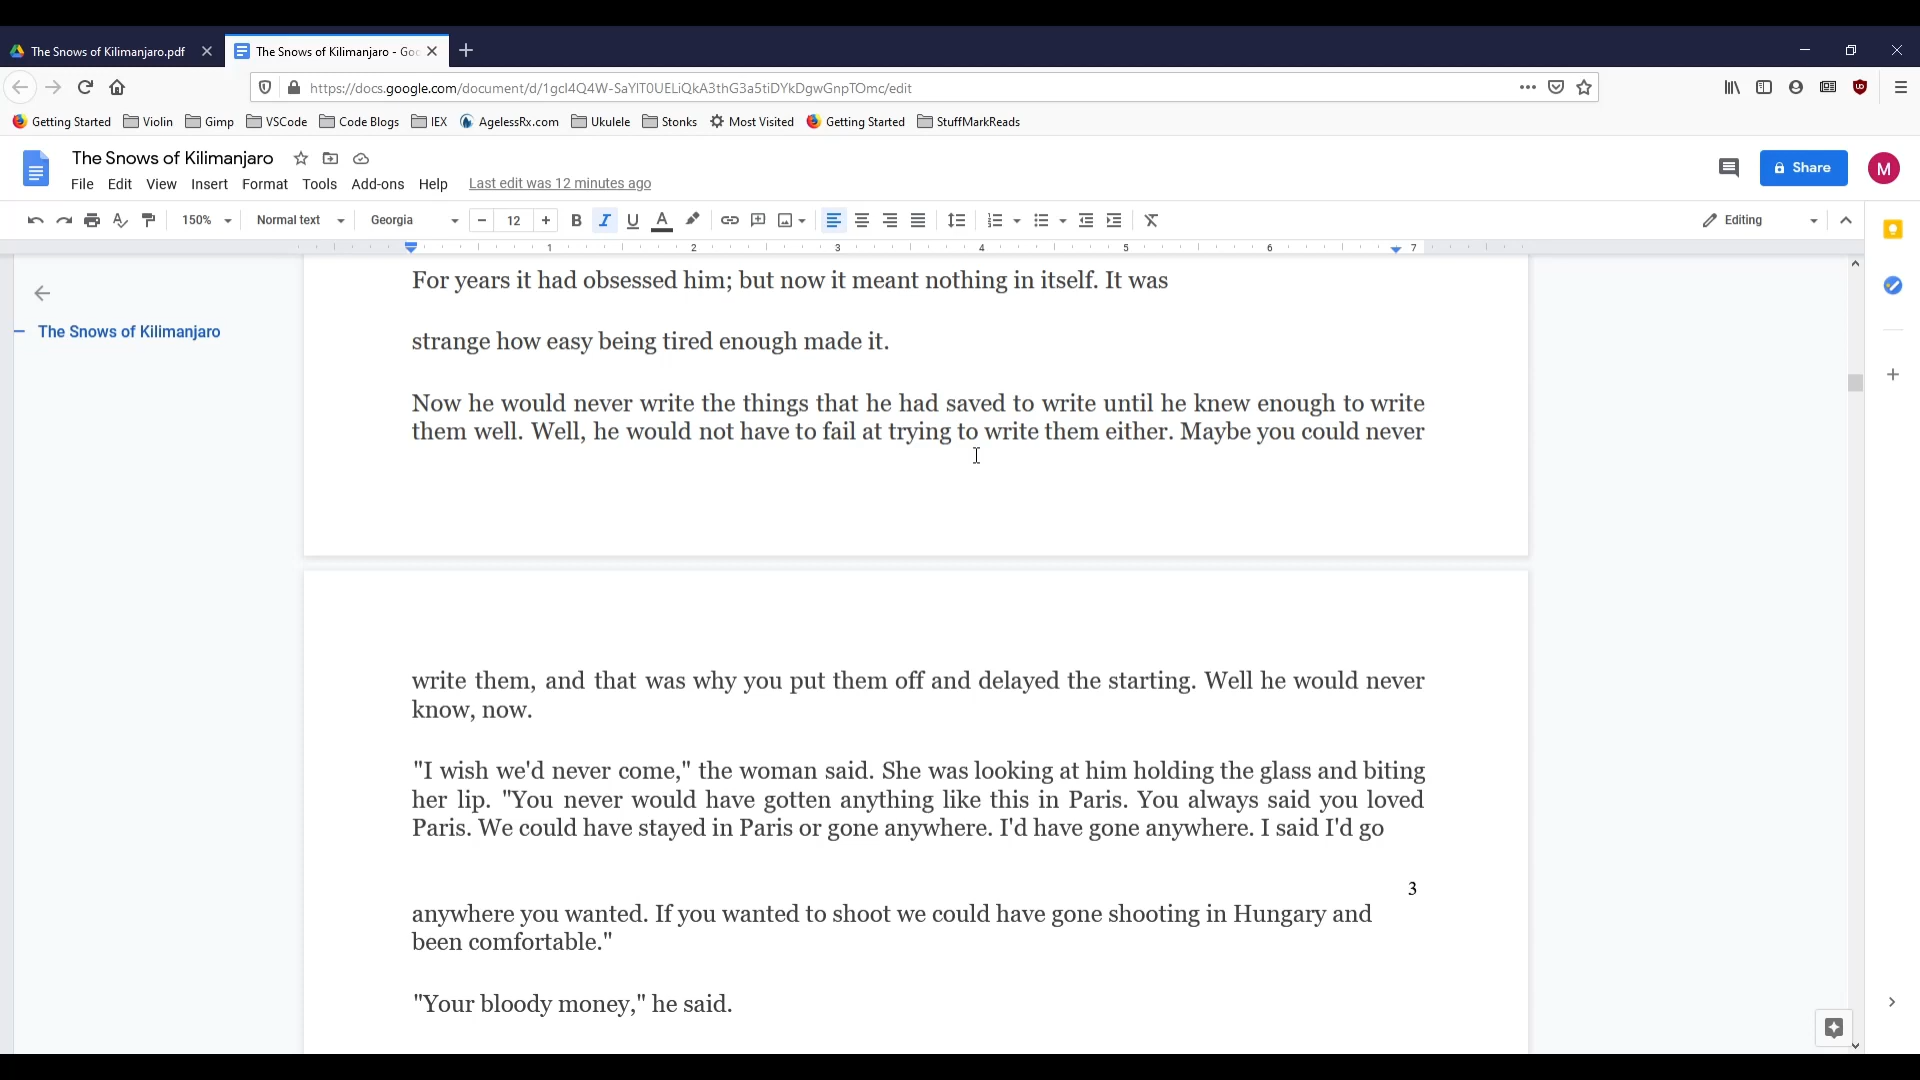 The Snows of Kilimanjaro.pdf
The Snows of Kilimanjaro - Goo
https://docs.google.com/document/d/1gcl4Q4W-SaYlT0UELiQkA3thG3a5tiDYkDgwGnpTOmc/edit
Getting Started Violin Gimp VSCode Code Blogs IEX AgelessRx.com Ukulele Stonks Most Visited Getting Started StuffMarkReads
The Snows of Kilimanjaro
Share
M
File Edit View Insert Format Tools Add-ons Help Last edit was 12 minutes ago
150% Normal text Georgia 12 B I U A Editing
1 2 3 4 5 6 7
The Snows of Kilimanjaro
For years it had obsessed him; but now it meant nothing in itself. It was
strange how easy being tired enough made it.
Now he would never write the things that he had saved to write until he knew enough to write
them well. Well, he would not have to fail at trying to write them either. Maybe you could never
write them, and that was why you put them off and delayed the starting. Well he would never
know, now.
"I wish we'd never come," the woman said. She was looking at him holding the glass and biting
her lip. "You never would have gotten anything like this in Paris. You always said you loved
Paris. We could have stayed in Paris or gone anywhere. I'd have gone anywhere. I said I'd go
3
anywhere you wanted. If you wanted to shoot we could have gone shooting in Hungary and
been comfortable."
"Your bloody money," he said.